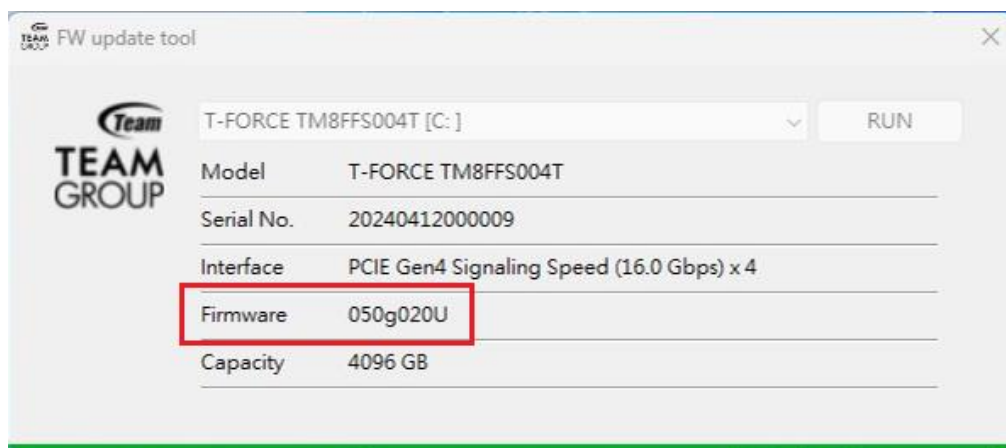 FW update tool
Team
TEAM
GROUP
T-FORCE TM8FFS004T [C: ]
RUN
Model T-FORCE TM8FFS004T
Serial No. 20240412000009
Interface PCIE Gen4 Signaling Speed (16.0 Gbps) x 4
Firmware 050g020U
Capacity 4096 GB